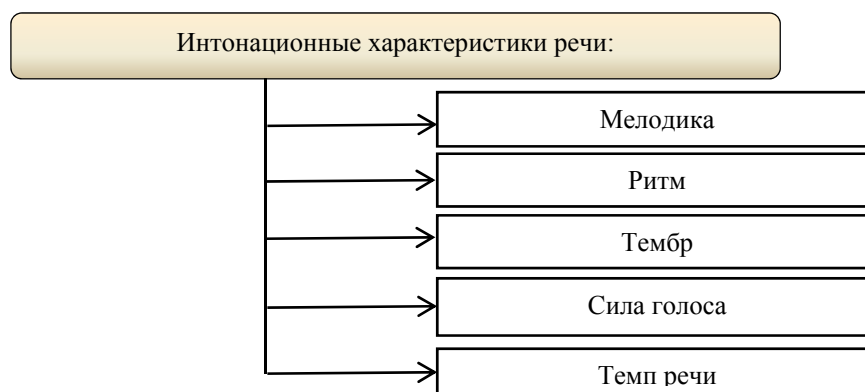 Интонационные характеристики речи:
Мелодика
Ритм
Тембр
Сила голоса
Темп речи